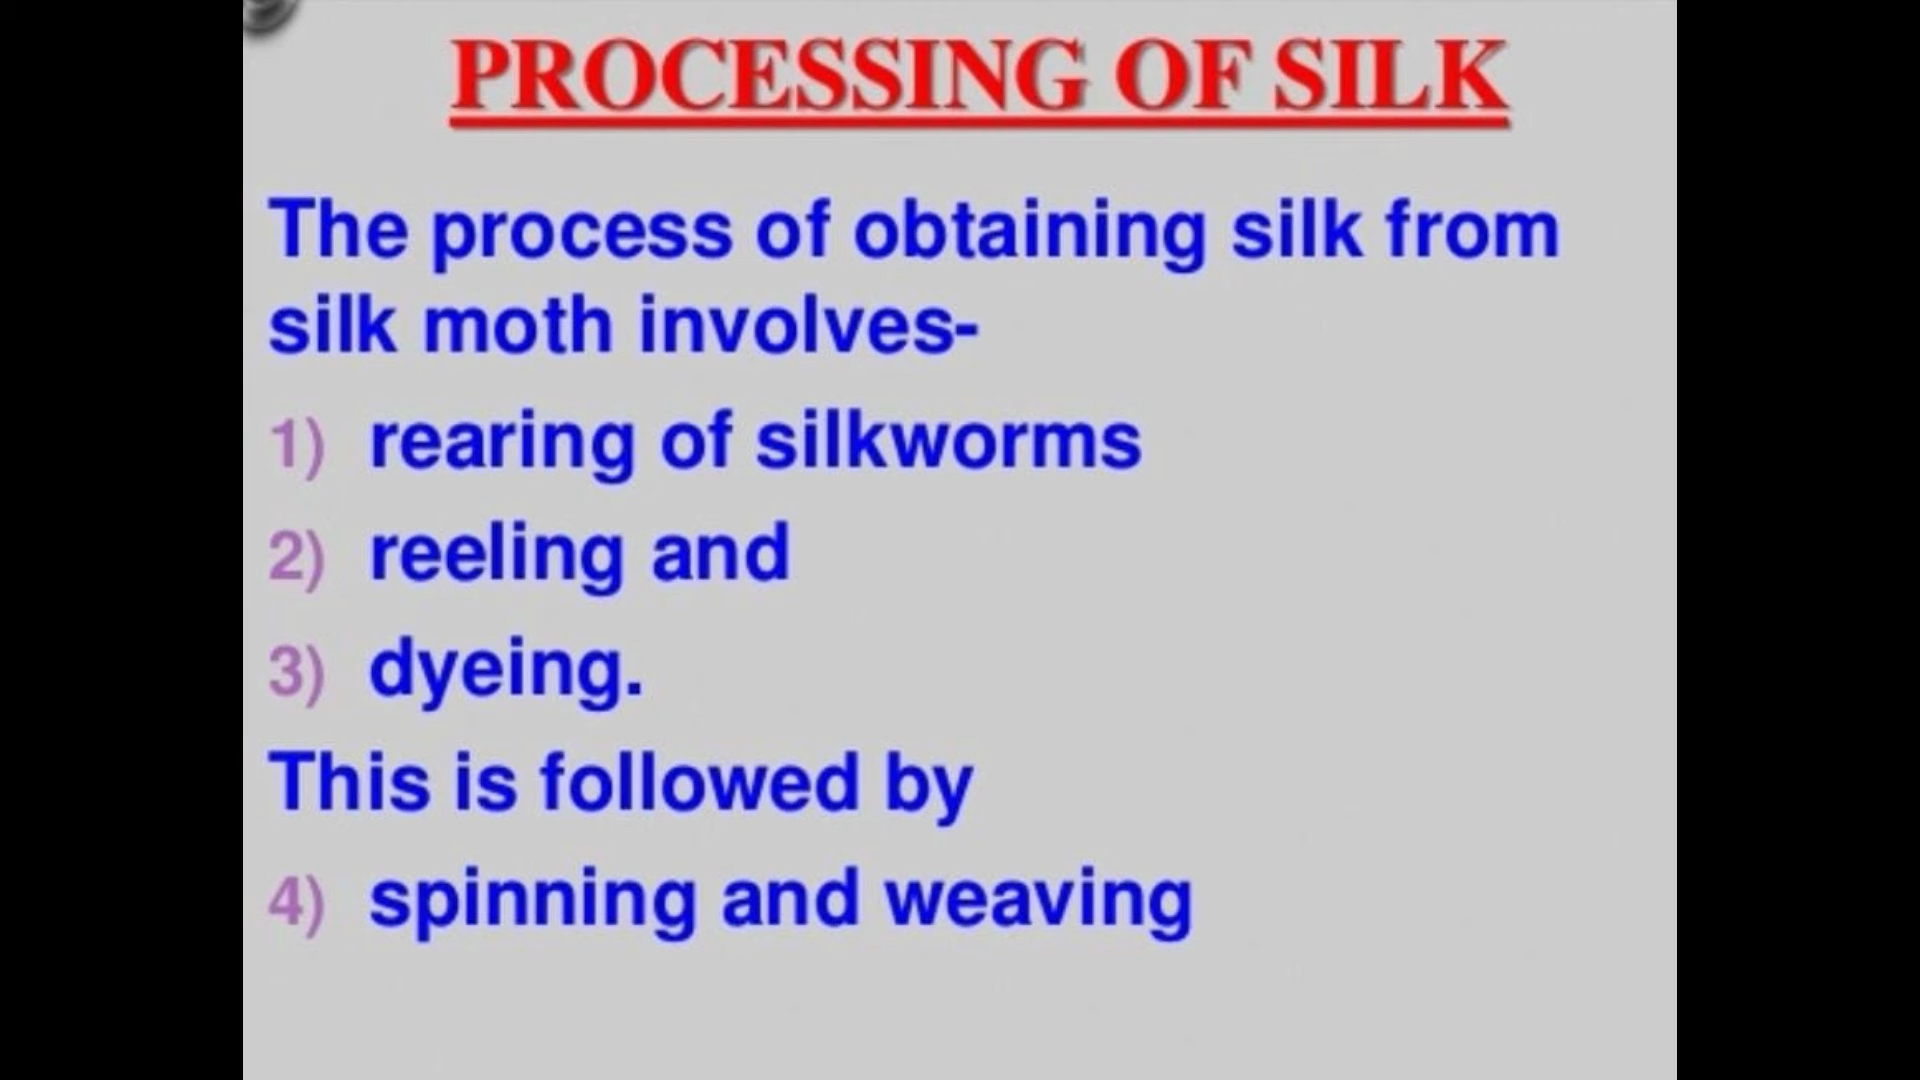 PROCESSING OF SILK
The process of obtaining silk from
silk moth involves-
1) rearing of silkworms
2) reeling and
3) dyeing.
This is followed by
4) spinning and weaving